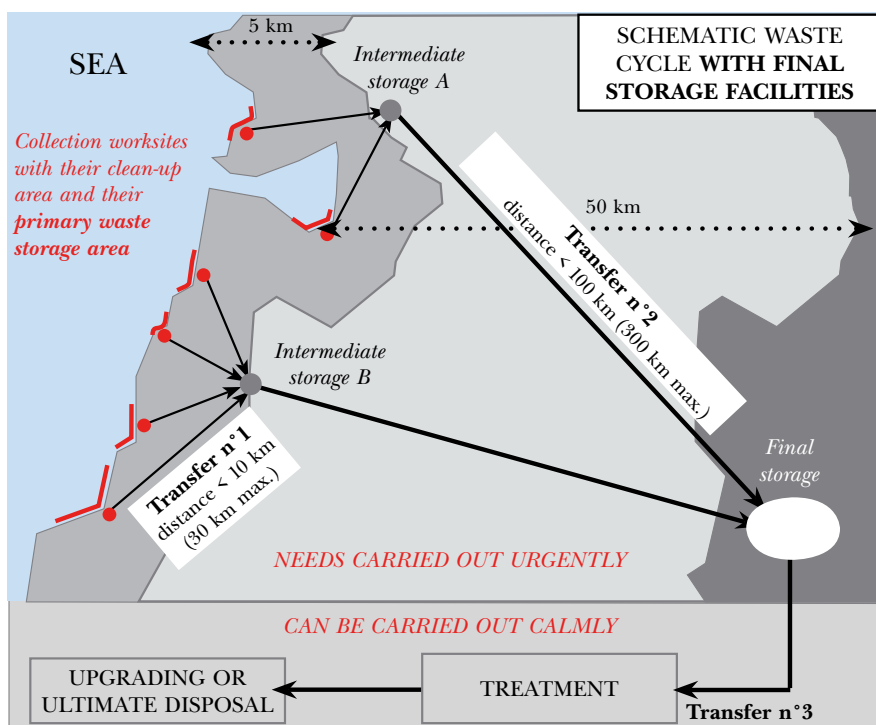 5 km
SEA
Intermediate
storage A
SCHEMATIC WASTE
CYCLE WITH FINAL
STORAGE FACILITIES
Collection worksites
with their clean-up
area and their
primary waste
storage area
50 km
Transfer n°2
distance < 100 km (300 km max.)
Intermediate
storage B
Transfer n°1
distance < 10 km
(30 km max.)
Final
storage
NEEDS CARRIED OUT URGENTLY
CAN BE CARRIED OUT CALMLY
UPGRADING OR
ULTIMATE DISPOSAL
TREATMENT
Transfer n°3